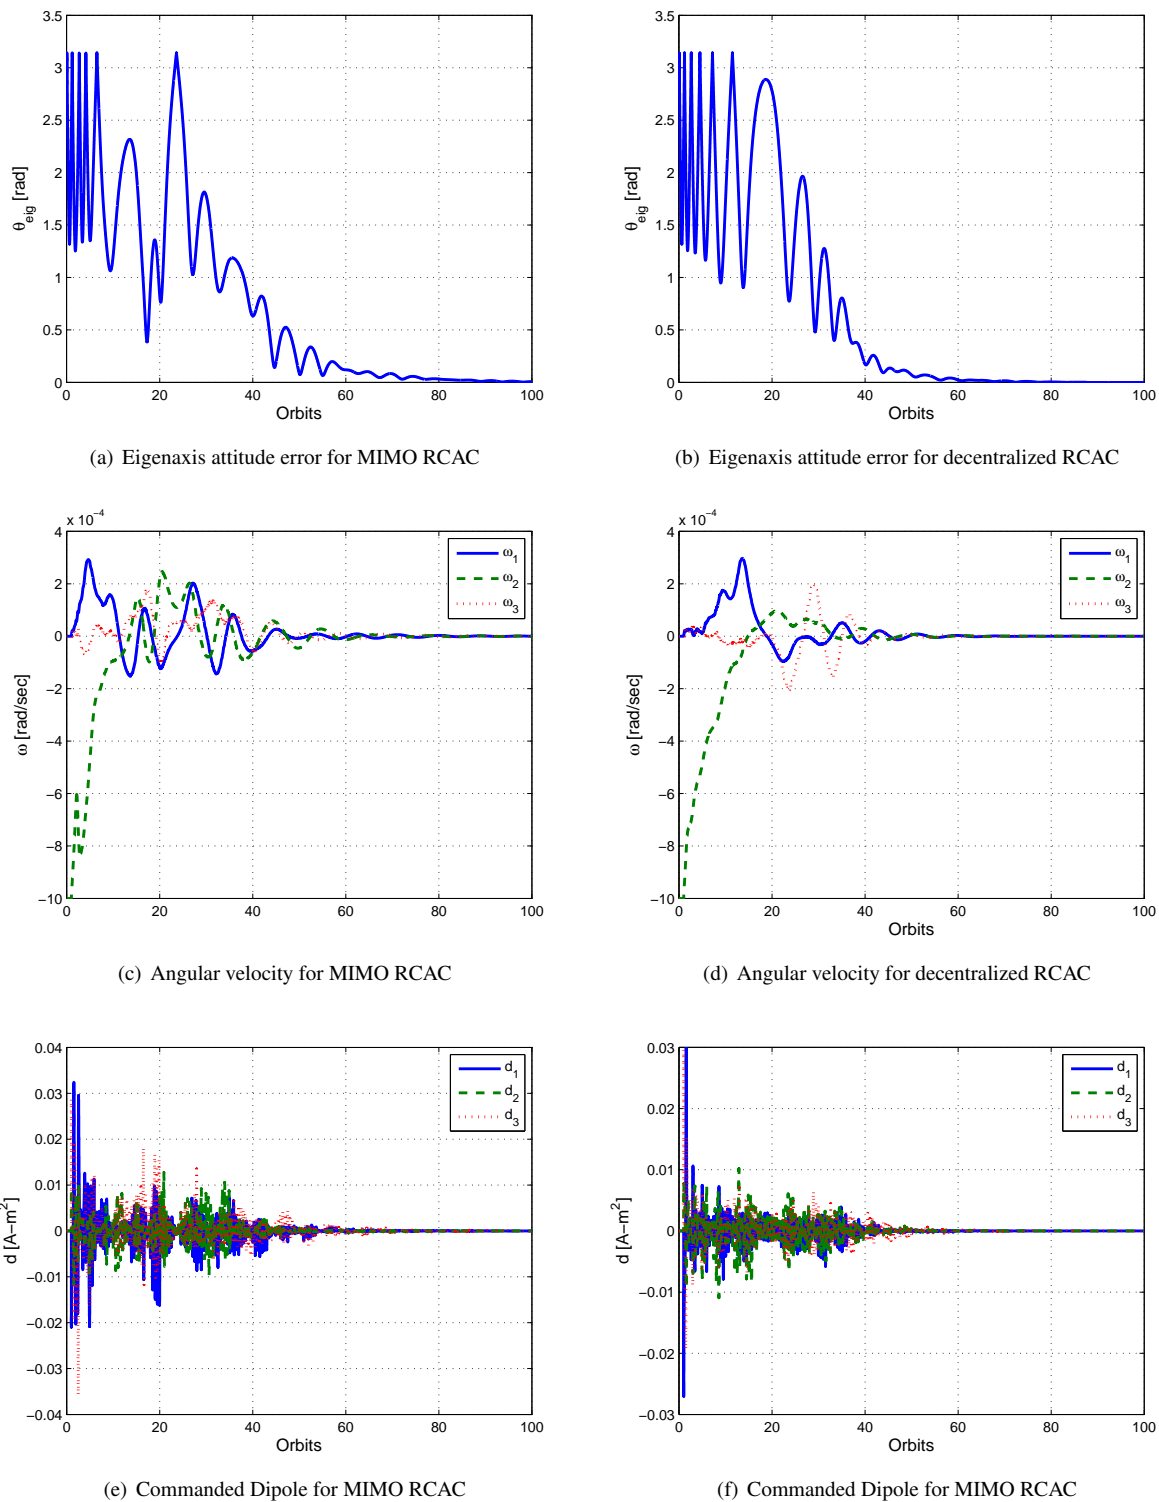 3.5
3
2.5
2
1.5
1
0.5
0
θeig [rad]
0 20 40 60 80 100
Orbits
(a) Eigenaxis attitude error for MIMO RCAC
3.5
3
2.5
2
1.5
1
0.5
0
θeig [rad]
0 20 40 60 80 100
Orbits
(b) Eigenaxis attitude error for decentralized RCAC
x 10⁻⁴
4
2
0
−2
−4
−6
−8
−10
ω [rad/sec]
ω1
ω2
ω3
0 20 40 60 80 100
Orbits
(c) Angular velocity for MIMO RCAC
x 10⁻⁴
4
2
0
−2
−4
−6
−8
−10
ω [rad/sec]
ω1
ω2
ω3
0 20 40 60 80 100
Orbits
(d) Angular velocity for decentralized RCAC
0.04
0.03
0.02
0.01
0
−0.01
−0.02
−0.03
−0.04
d [A−m²]
d1
d2
d3
0 20 40 60 80 100
Orbits
(e) Commanded Dipole for MIMO RCAC
0.03
0.02
0.01
0
−0.01
−0.02
−0.03
d [A−m²]
d1
d2
d3
0 20 40 60 80 100
Orbits
(f) Commanded Dipole for MIMO RCAC